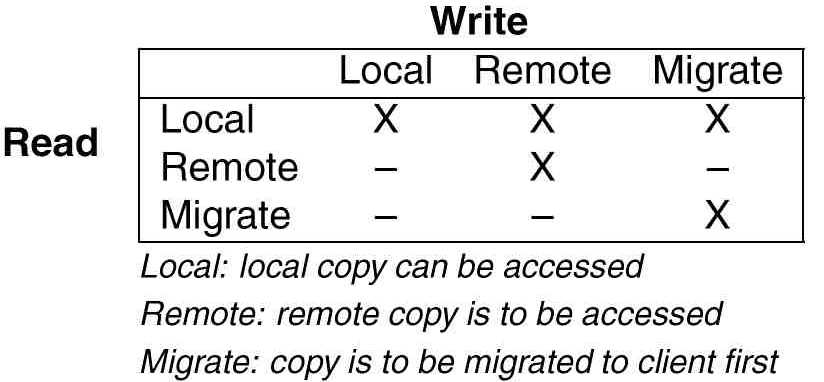 Write
Local Remote Migrate
Read
Local X X X
Remote – X –
Migrate – – X
Local: local copy can be accessed
Remote: remote copy is to be accessed
Migrate: copy is to be migrated to client first